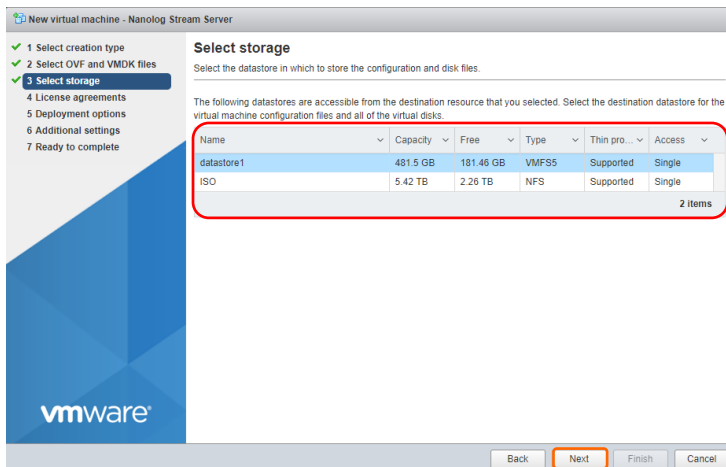 New virtual machine - Nanolog Stream Server
1 Select creation type
2 Select OVF and VMDK files
3 Select storage
4 License agreements
5 Deployment options
6 Additional settings
7 Ready to complete
Select storage
Select the datastore in which to store the configuration and disk files.
The following datastores are accessible from the destination resource that you selected. Select the destination datastore for the
virtual machine configuration files and all of the virtual disks.
Name Capacity Free Type Thin pro... Access
datastore1 481.5 GB 181.46 GB VMFS5 Supported Single
ISO 5.42 TB 2.26 TB NFS Supported Single
2 items
vmware®
Back Next Finish Cancel